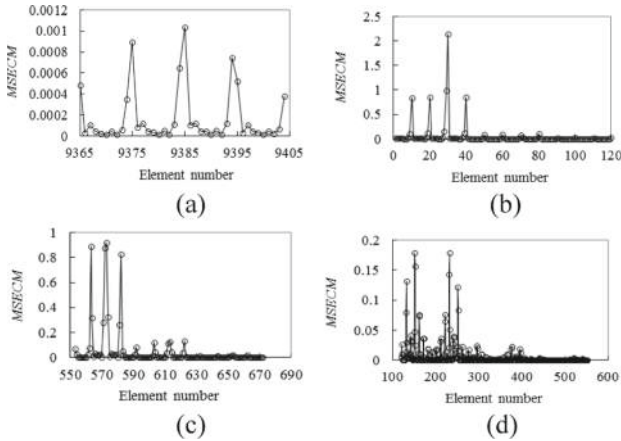 0.0012
0.001
0.0008
0.0006
0.0004
0.0002
0
MSECM
9365 9375 9385 9395 9405
Element number
(a)
2.5
2
1.5
1
0.5
0
MSECM
0 20 40 60 80 100 120
Element number
(b)
1
0.8
0.6
0.4
0.2
0
MSECM
550 570 590 610 630 650 670 690
Element number
(c)
0.2
0.15
0.1
0.05
0
MSECM
100 200 300 400 500 600
Element number
(d)